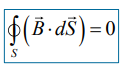 ∮_S (B⃗ · dS⃗) = 0